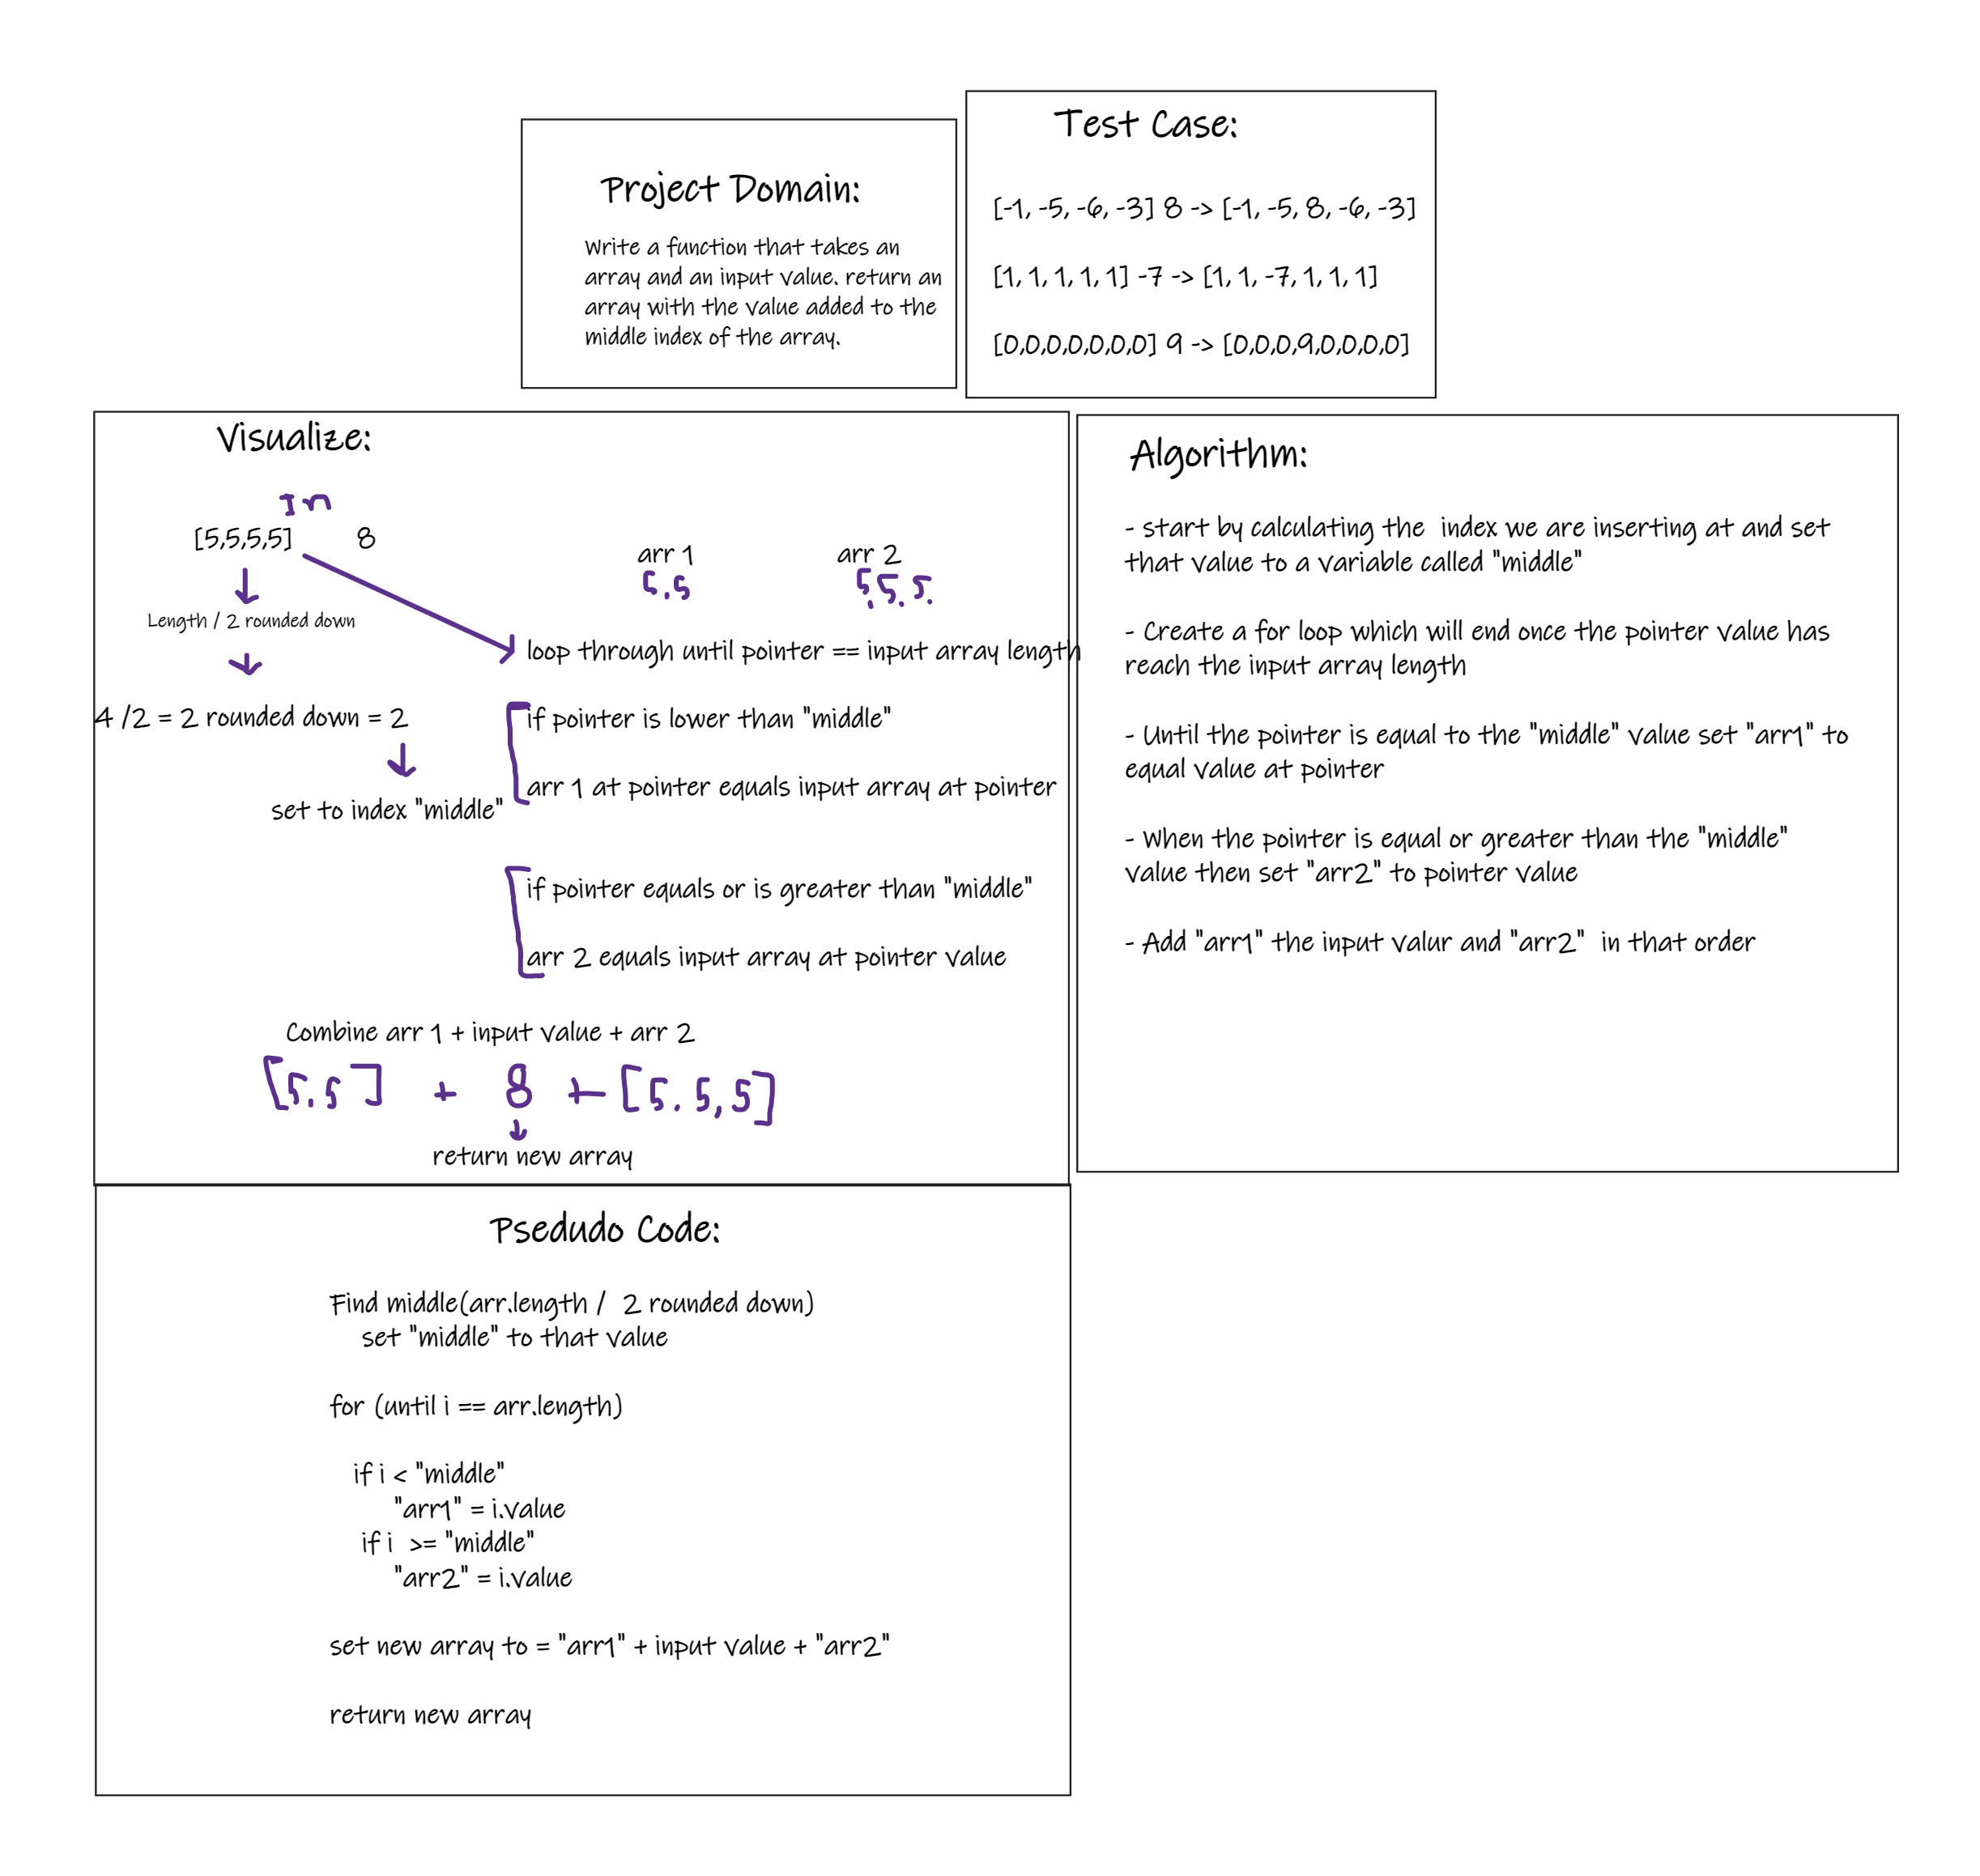 Project Domain:
Write a function that takes an
array and an input value. return an
array with the value added to the
middle index of the array.
Test Case:
[-1, -5, -6, -3] 8 -> [-1, -5, 8, -6, -3]
[1, 1, 1, 1, 1] -7 -> [1, 1, -7, 1, 1, 1]
[0,0,0,0,0,0,0] 9 -> [0,0,0,9,0,0,0,0]
Visualize:
In
[5,5,5,5] 8
Length / 2 rounded down
4 /2 = 2 rounded down = 2
set to index "middle"
arr 1 arr 2
5.5 5.5.5.
loop through until pointer == input array length
if pointer is lower than "middle"
arr 1 at pointer equals input array at pointer
if pointer equals or is greater than "middle"
arr 2 equals input array at pointer value
Combine arr 1 + input value + arr 2
[5.5] + 8 + [5.5,5]
return new array
Algorithm:
- start by calculating the index we are inserting at and set
that value to a variable called "middle"
- Create a for loop which will end once the pointer value has
reach the input array length
- Until the pointer is equal to the "middle" value set "arr1" to
equal value at pointer
- When the pointer is equal or greater than the "middle"
value then set "arr2" to pointer value
- Add "arr1" the input valur and "arr2" in that order
Psedudo Code:
Find middle(arr.length / 2 rounded down)
set "middle" to that value
for (until i == arr.length)
if i < "middle"
"arr1" = i.value
if i >= "middle"
"arr2" = i.value
set new array to = "arr1" + input value + "arr2"
return new array